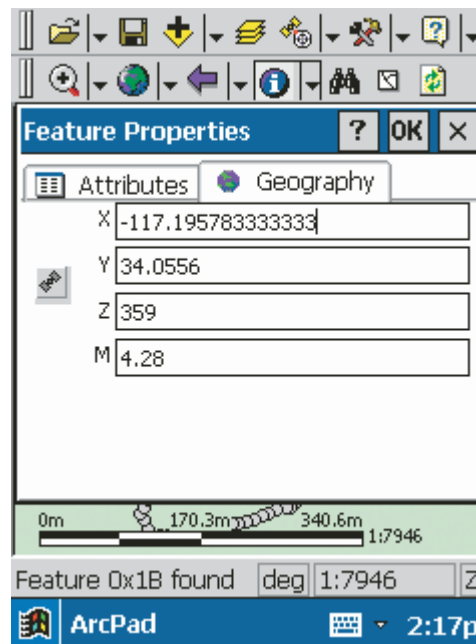 Feature Properties ? OK ×
Attributes Geography
X -117.195783333333
Y 34.0556
Z 359
M 4.28
0m 170.3m 340.6m
1:7946
Feature 0x1B found deg 1:7946 Z
ArcPad 2:17p